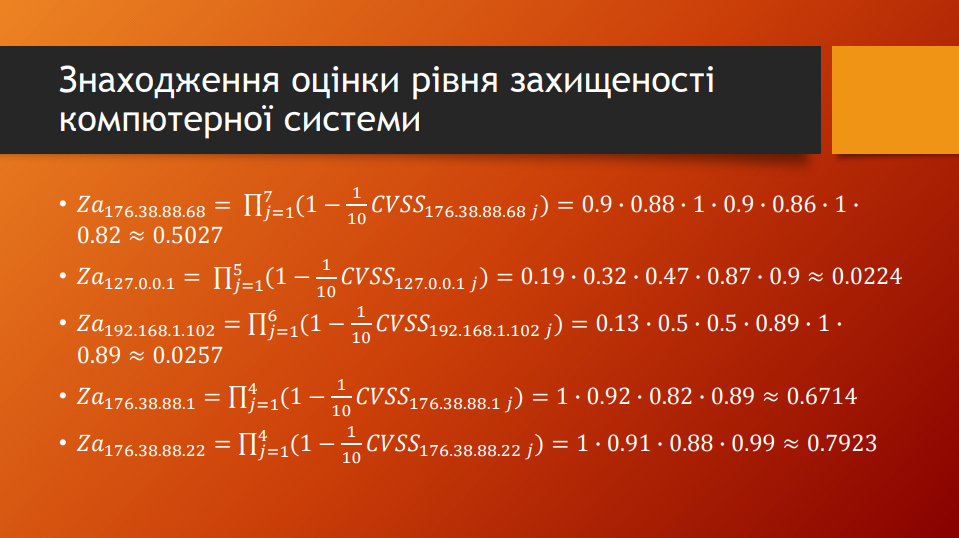 Знаходження оцінки рівня захищеності
компютерної системи
• Za₁₇₆.₃₈.₈₈.₆₈ = ∏⁷ⱼ₌₁(1 − 1/10 CVSS₁₇₆.₃₈.₈₈.₆₈ ⱼ) = 0.9 · 0.88 · 1 · 0.9 · 0.86 · 1 ·
0.82 ≈ 0.5027
• Za₁₂₇.₀.₀.₁ = ∏⁵ⱼ₌₁(1 − 1/10 CVSS₁₂₇.₀.₀.₁ ⱼ) = 0.19 · 0.32 · 0.47 · 0.87 · 0.9 ≈ 0.0224
• Za₁₉₂.₁₆₈.₁.₁₀₂ = ∏⁶ⱼ₌₁(1 − 1/10 CVSS₁₉₂.₁₆₈.₁.₁₀₂ ⱼ) = 0.13 · 0.5 · 0.5 · 0.89 · 1 ·
0.89 ≈ 0.0257
• Za₁₇₆.₃₈.₈₈.₁ = ∏⁴ⱼ₌₁(1 − 1/10 CVSS₁₇₆.₃₈.₈₈.₁ ⱼ) = 1 · 0.92 · 0.82 · 0.89 ≈ 0.6714
• Za₁₇₆.₃₈.₈₈.₂₂ = ∏⁴ⱼ₌₁(1 − 1/10 CVSS₁₇₆.₃₈.₈₈.₂₂ ⱼ) = 1 · 0.91 · 0.88 · 0.99 ≈ 0.7923